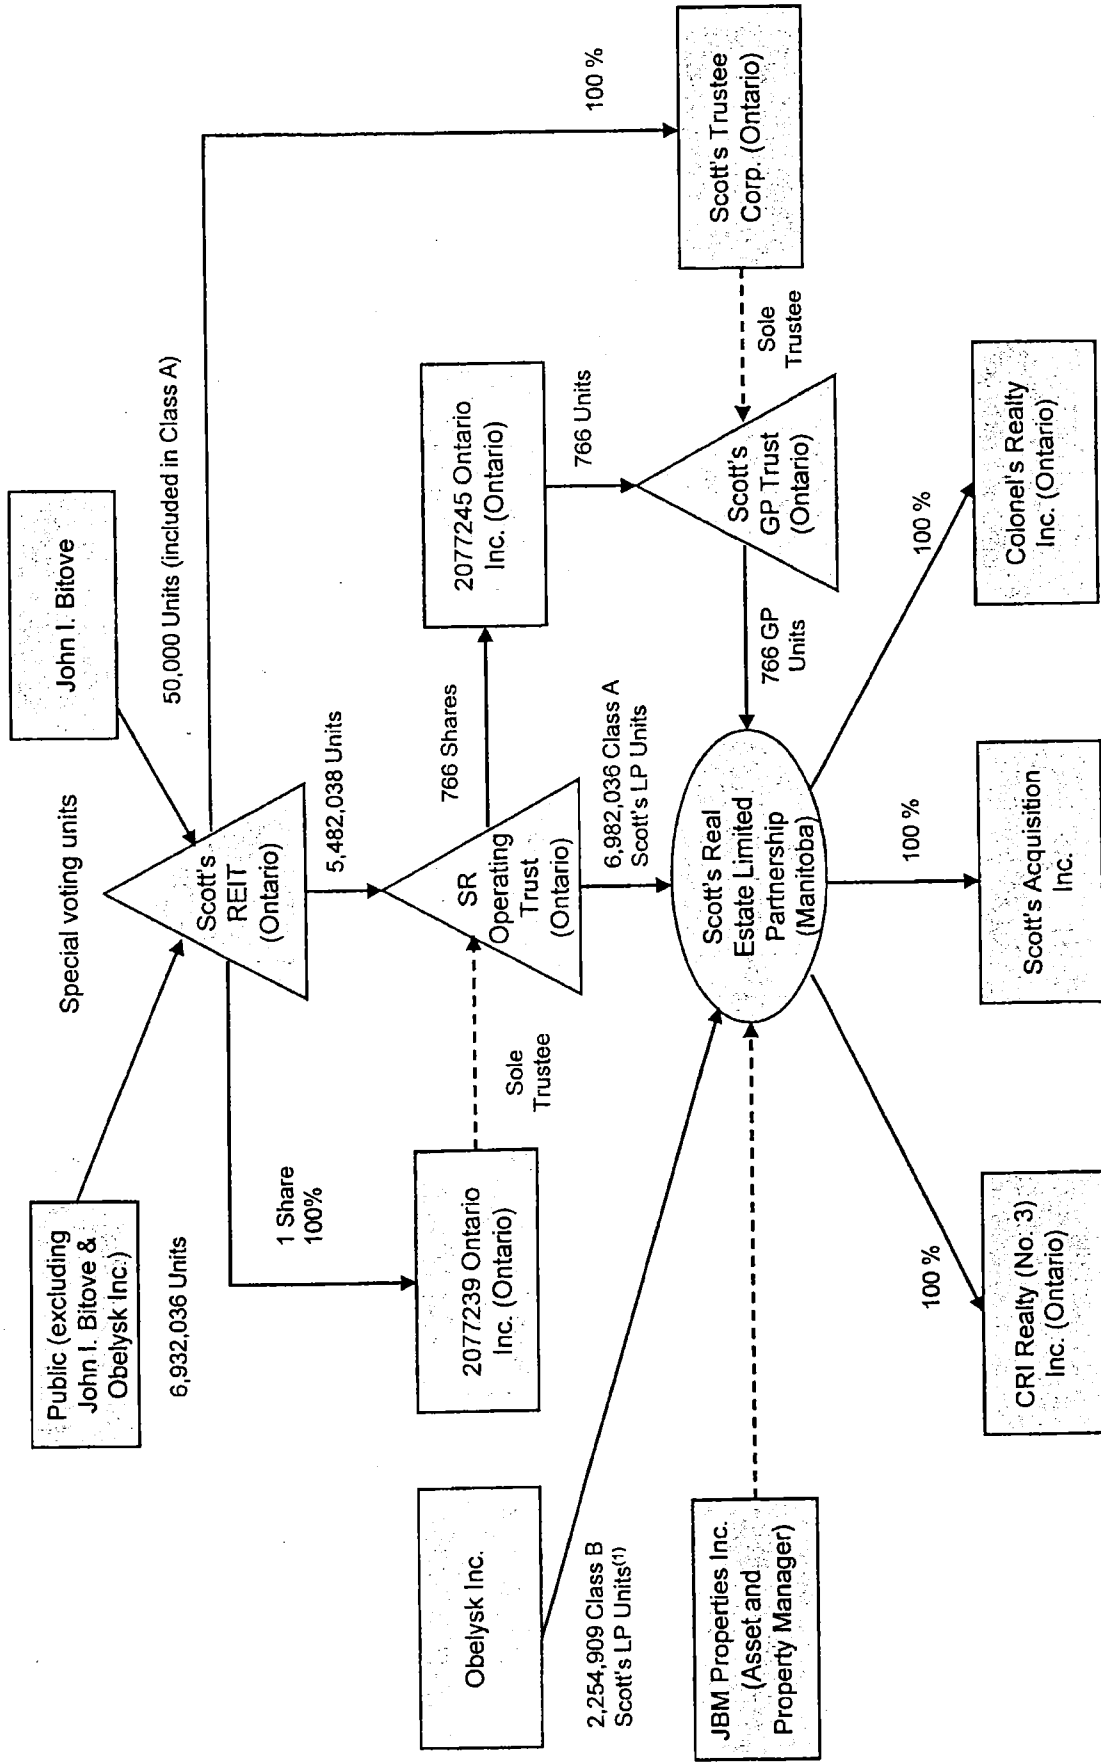 Public (excluding
John I. Bitove &
Obelysk Inc.)
6,932,036 Units
Special voting units
John I. Bitove
50,000 Units (included in Class A)
Scott's
REIT
(Ontario)
1 Share
100%
5,482,038 Units
100 %
2077239 Ontario
Inc. (Ontario)
Sole
Trustee
SR
Operating
Trust
(Ontario)
766 Shares
2077245 Ontario
Inc. (Ontario)
766 Units
Obelysk Inc.
2,254,909 Class B
Scott's LP Units(1)
6,982,036 Class A
Scott's LP Units
Scott's
GP Trust
(Ontario)
Sole
Trustee
Scott's Trustee
Corp. (Ontario)
766 GP
Units
JBM Properties Inc.
(Asset and
Property Manager)
Scott's Real
Estate Limited
Partnership
(Manitoba)
100 %
100 %
100 %
CRI Realty (No. 3)
Inc. (Ontario)
Scott's Acquisition
Inc.
Colonel's Realty
Inc. (Ontario)